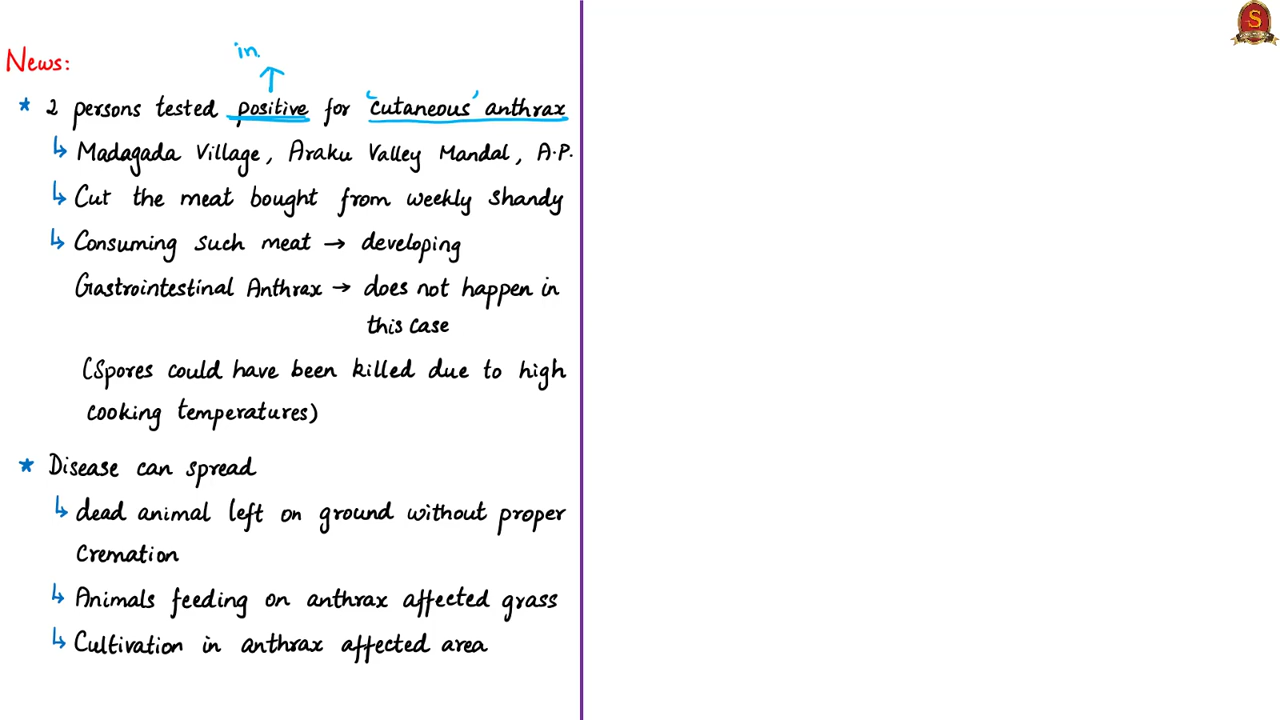 in.
News:
* 2 persons tested positive for 'cutaneous' anthrax
↳ Madagada Village, Araku Valley Mandal, A.P.
↳ Cut the meat bought from weekly shandy
↳ Consuming such meat → developing
Gastrointestinal Anthrax → does not happen in
this case
(Spores could have been killed due to high
cooking temperatures)
* Disease can spread
↳ dead animal left on ground without proper
Cremation
↳ Animals feeding on anthrax affected grass
↳ Cultivation in anthrax affected area
S